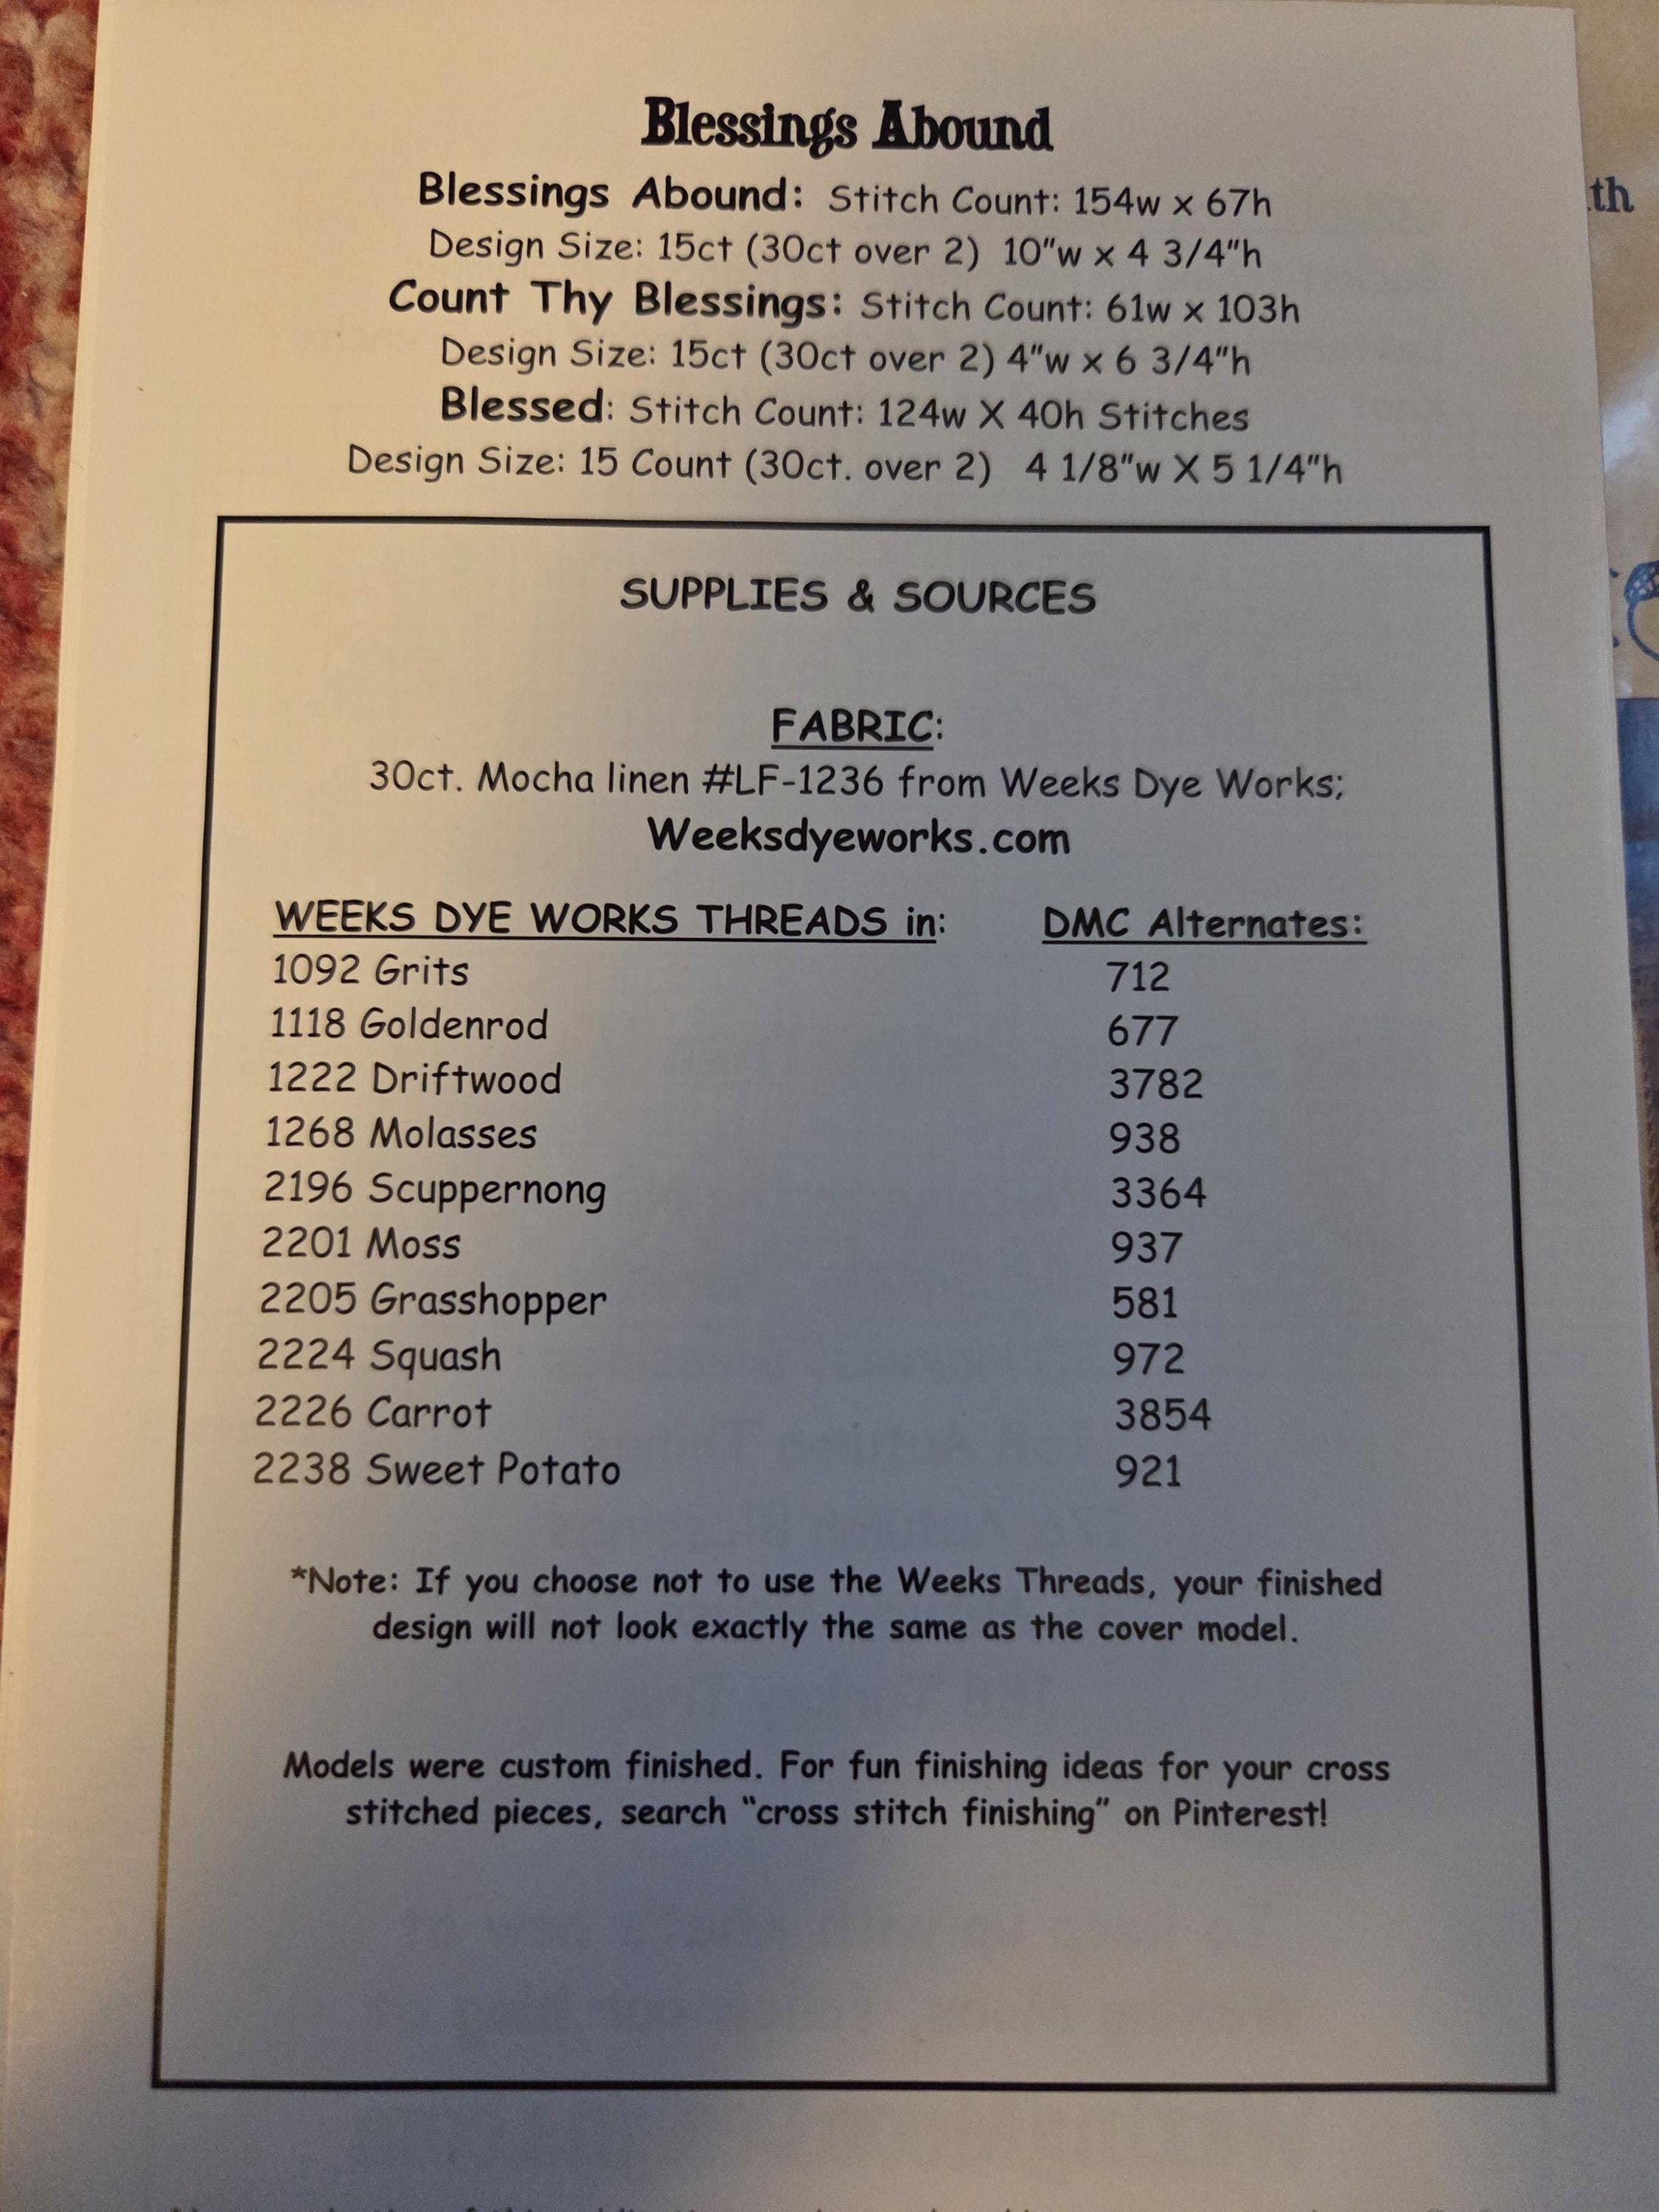 Blessings Abound
Blessings Abound: Stitch Count: 154w x 67h
Design Size: 15ct (30ct over 2) 10"w x 4 3/4"h
Count Thy Blessings: Stitch Count: 61w x 103h
Design Size: 15ct (30ct over 2) 4"w x 6 3/4"h
Blessed: Stitch Count: 124w X 40h Stitches
Design Size: 15 Count (30ct. over 2) 4 1/8"w X 5 1/4"h
th
SUPPLIES & SOURCES
FABRIC:
30ct. Mocha linen #LF-1236 from Weeks Dye Works;
Weeksdyeworks.com
WEEKS DYE WORKS THREADS in: DMC Alternates:
1092 Grits 712
1118 Goldenrod 677
1222 Driftwood 3782
1268 Molasses 938
2196 Scuppernong 3364
2201 Moss 937
2205 Grasshopper 581
2224 Squash 972
2226 Carrot 3854
2238 Sweet Potato 921
*Note: If you choose not to use the Weeks Threads, your finished
design will not look exactly the same as the cover model.
Models were custom finished. For fun finishing ideas for your cross
stitched pieces, search “cross stitch finishing” on Pinterest!